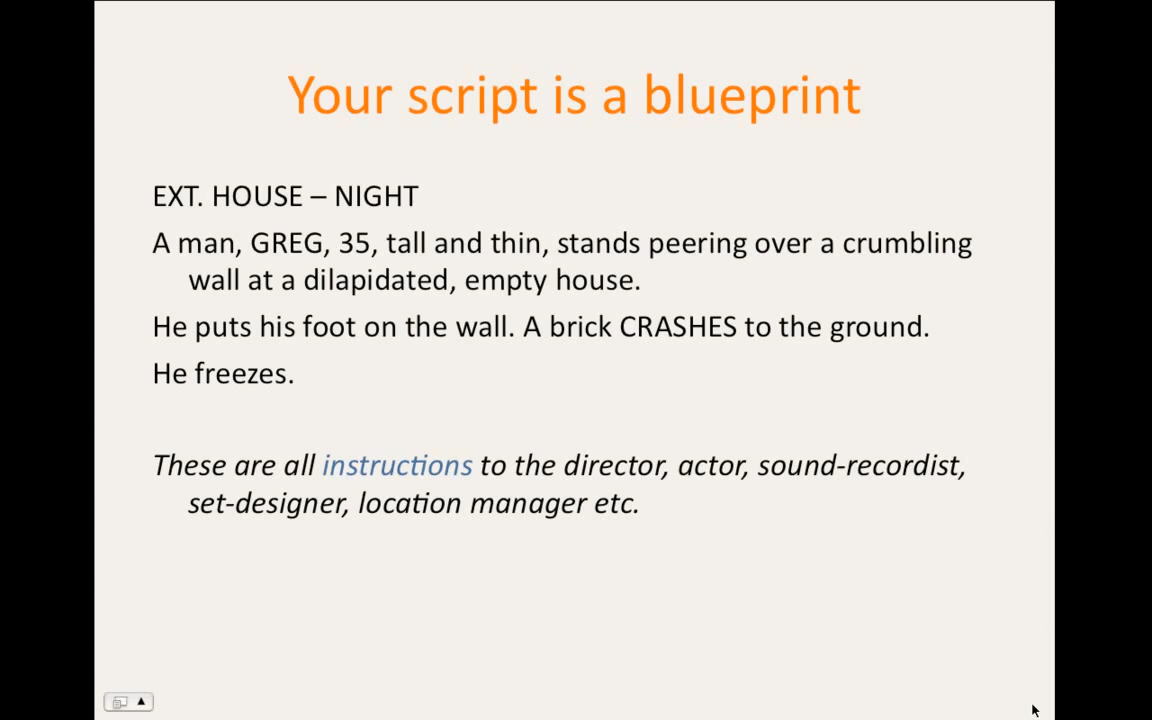 Your script is a blueprint
EXT. HOUSE – NIGHT
A man, GREG, 35, tall and thin, stands peering over a crumbling
wall at a dilapidated, empty house.
He puts his foot on the wall. A brick CRASHES to the ground.
He freezes.
These are all instructions to the director, actor, sound-recordist,
set-designer, location manager etc.